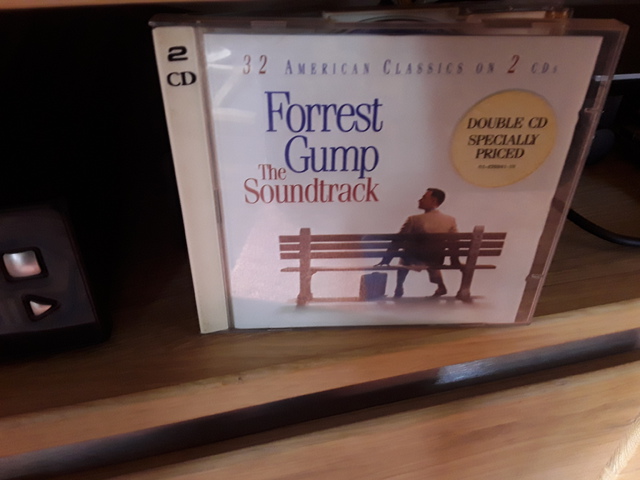 2
CD
32 AMERICAN CLASSICS ON 2 CDs
Forrest
Gump
The
Soundtrack
DOUBLE CD
SPECIALLY
PRICED